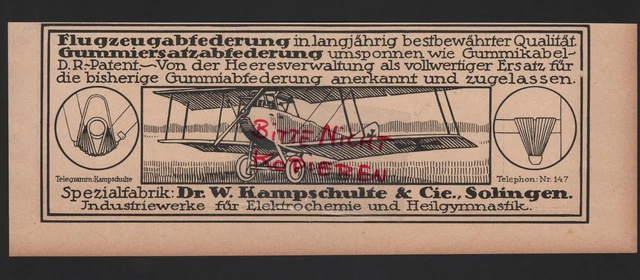 Flugzeugabfederung in langjährig bestbewährter Qualität
Gummiersatzabfederung umsponnen wie Gummikabel-
D.R.-Patent.—Von der Heeresverwaltung als vollwertiger Ersatz für
die bisherige Gummiabfederung anerkannt und zugelassen.
BITTE NICHT
KOPIEREN
Telegramm: Kampschulte
Telephon: Nr. 147
Spezialfabrik: Dr. W. Kampschulte & Cie., Solingen.
Industriewerke für Elektrochemie und Heilgymnastik.